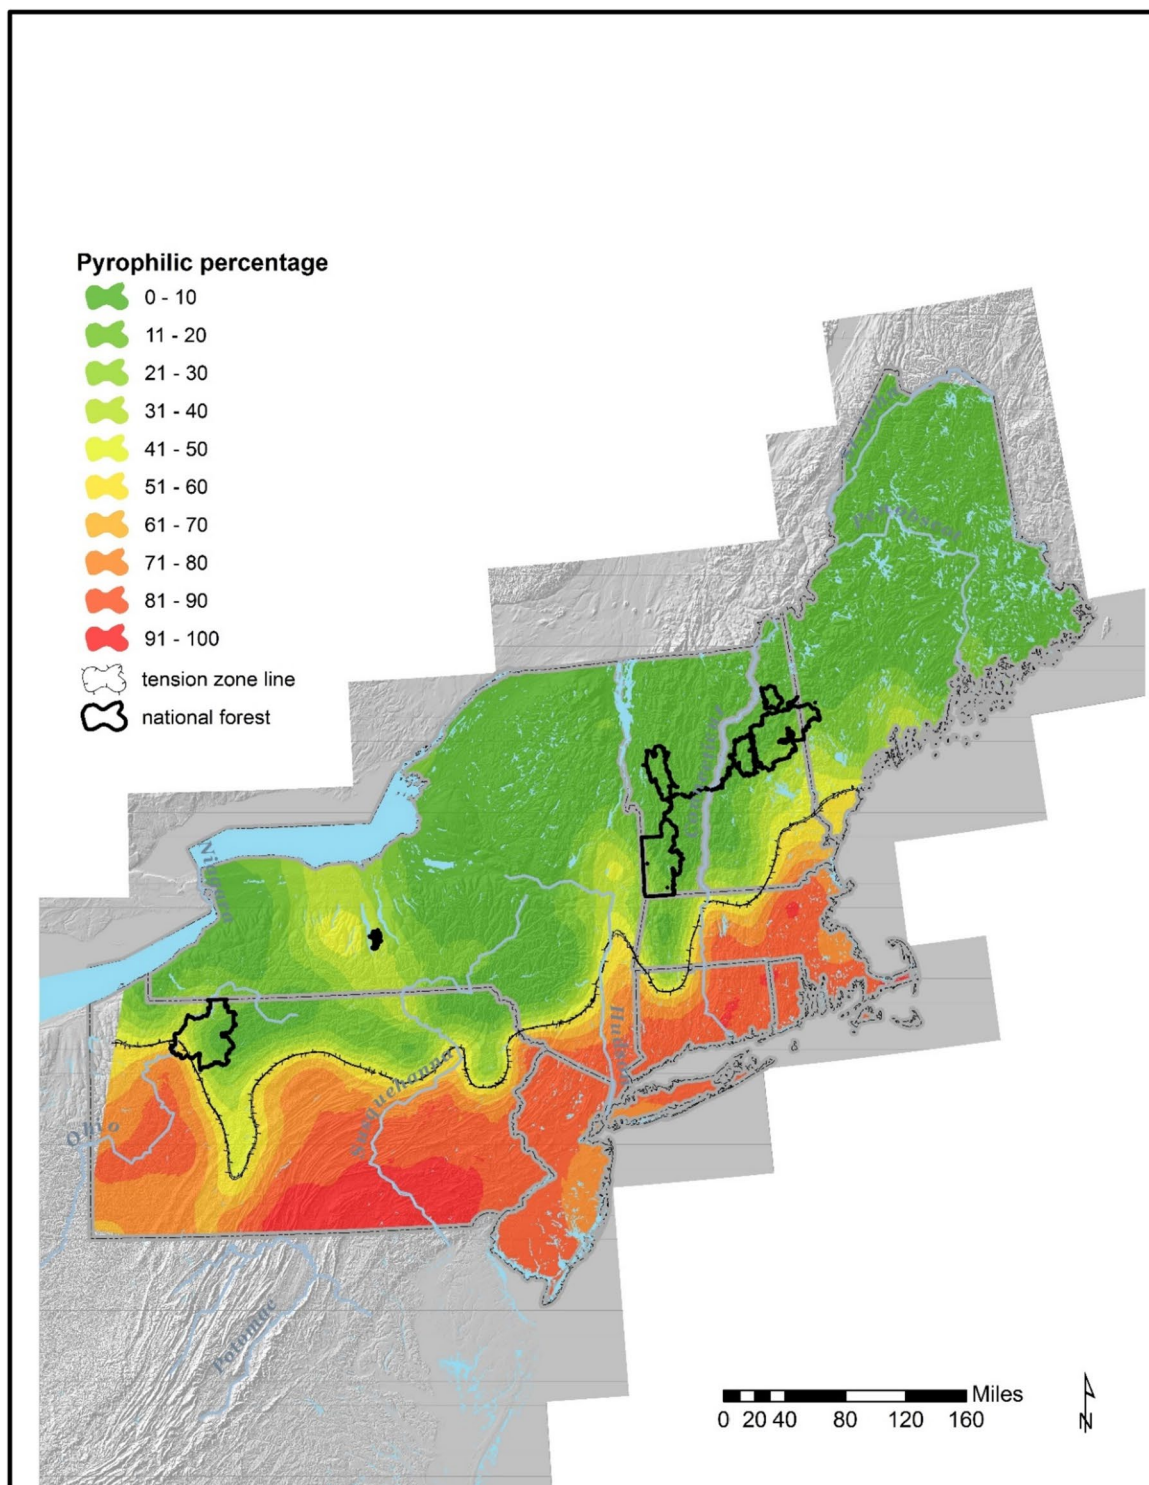 Pyrophilic percentage
0 - 10
11 - 20
21 - 30
31 - 40
41 - 50
51 - 60
61 - 70
71 - 80
81 - 90
91 - 100
tension zone line
national forest
Penobscot
Niagara
Hudson
Susquehanna
Ohio
Potomac
Miles
0 20 40 80 120 160
N